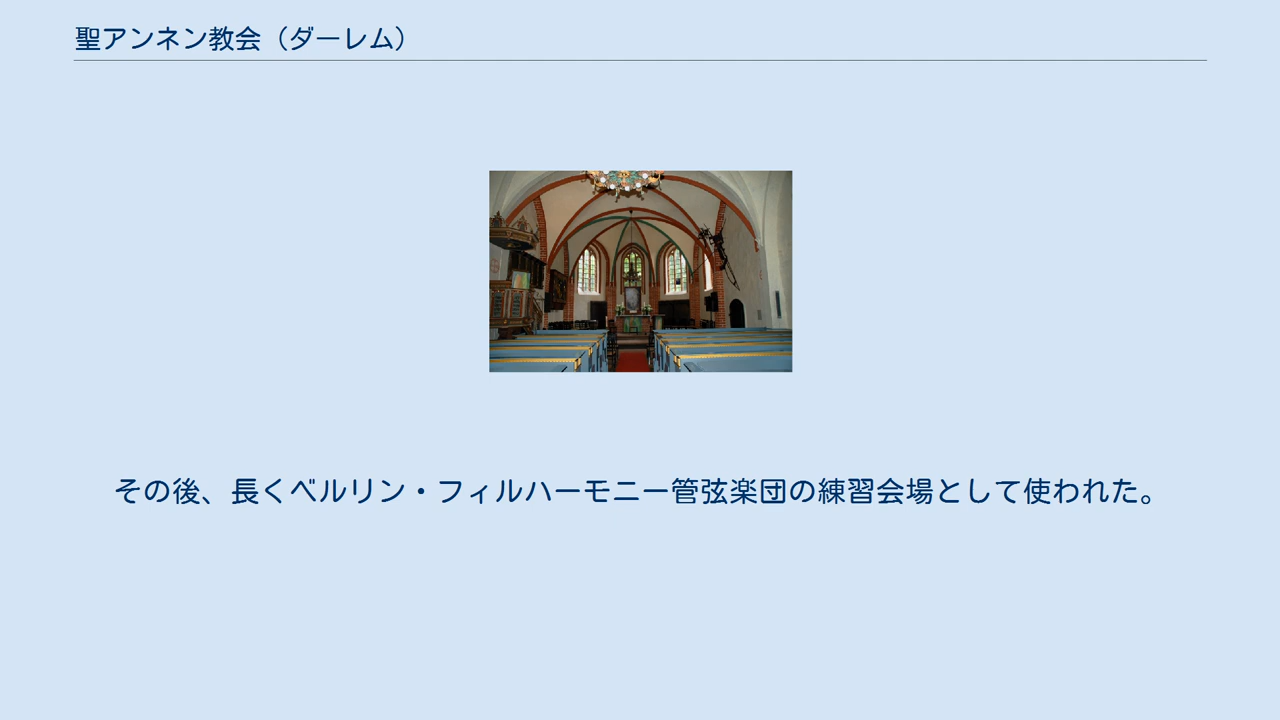 聖アンネン教会（ダーレム）
その後、長くベルリン・フィルハーモニー管弦楽団の練習会場として使われた。